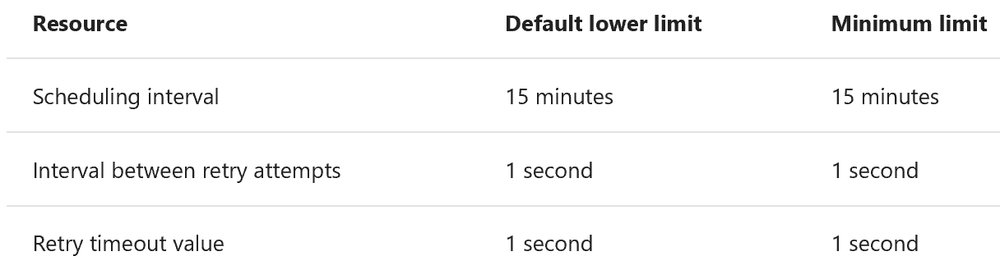 Resource Default lower limit Minimum limit
Scheduling interval 15 minutes 15 minutes
Interval between retry attempts 1 second 1 second
Retry timeout value 1 second 1 second